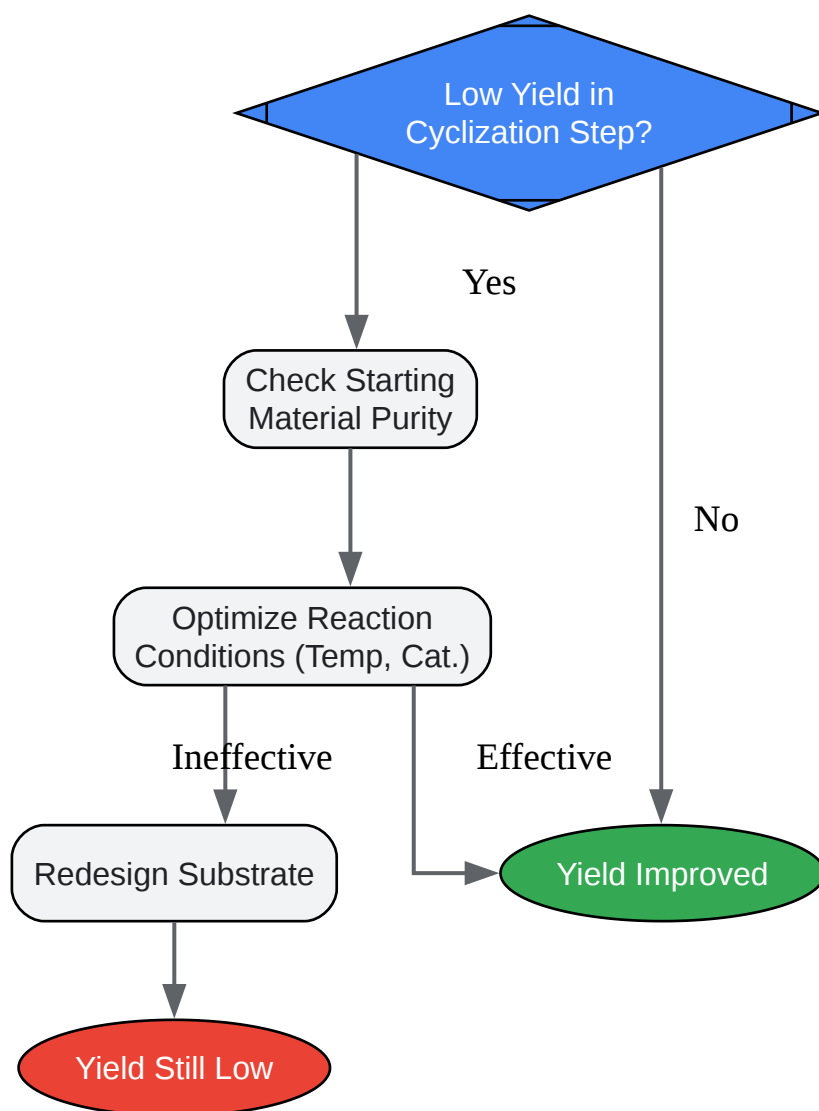 Low Yield in
Cyclization Step?
Yes
Check Starting
Material Purity
No
Optimize Reaction
Conditions (Temp, Cat.)
Ineffective
Effective
Redesign Substrate
Yield Improved
Yield Still Low